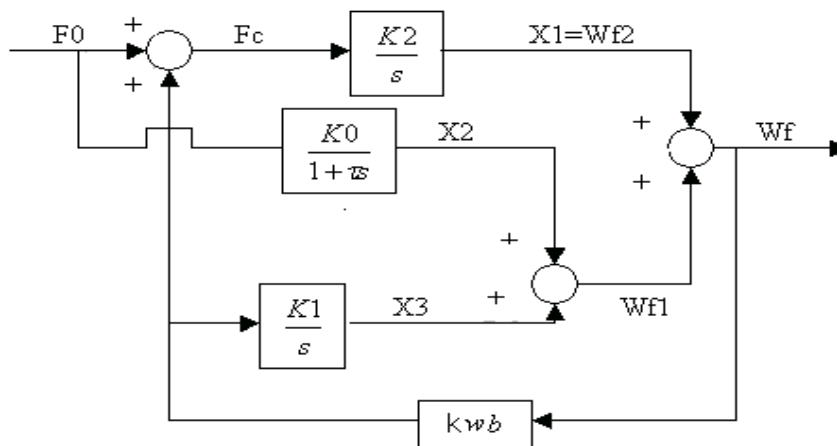 +
F0
Fc
K2
s
X1=Wf2
+
K0
1+τs
X2
+
Wf
+
+
K1
s
X3
+
Wf1
kwb